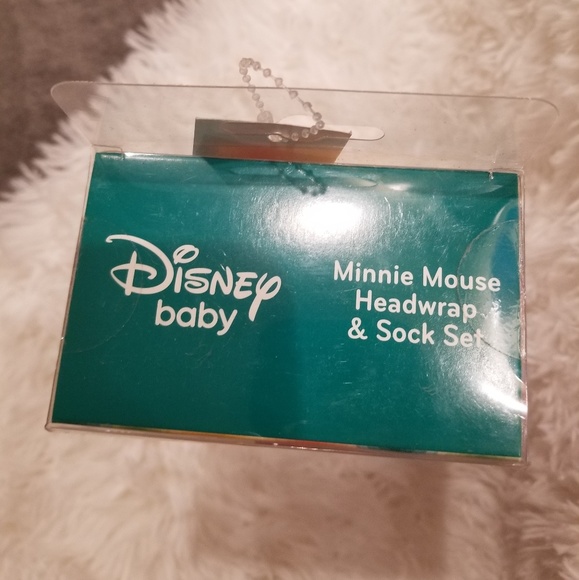 Disney
baby
Minnie Mouse
Headwrap
& Sock Set